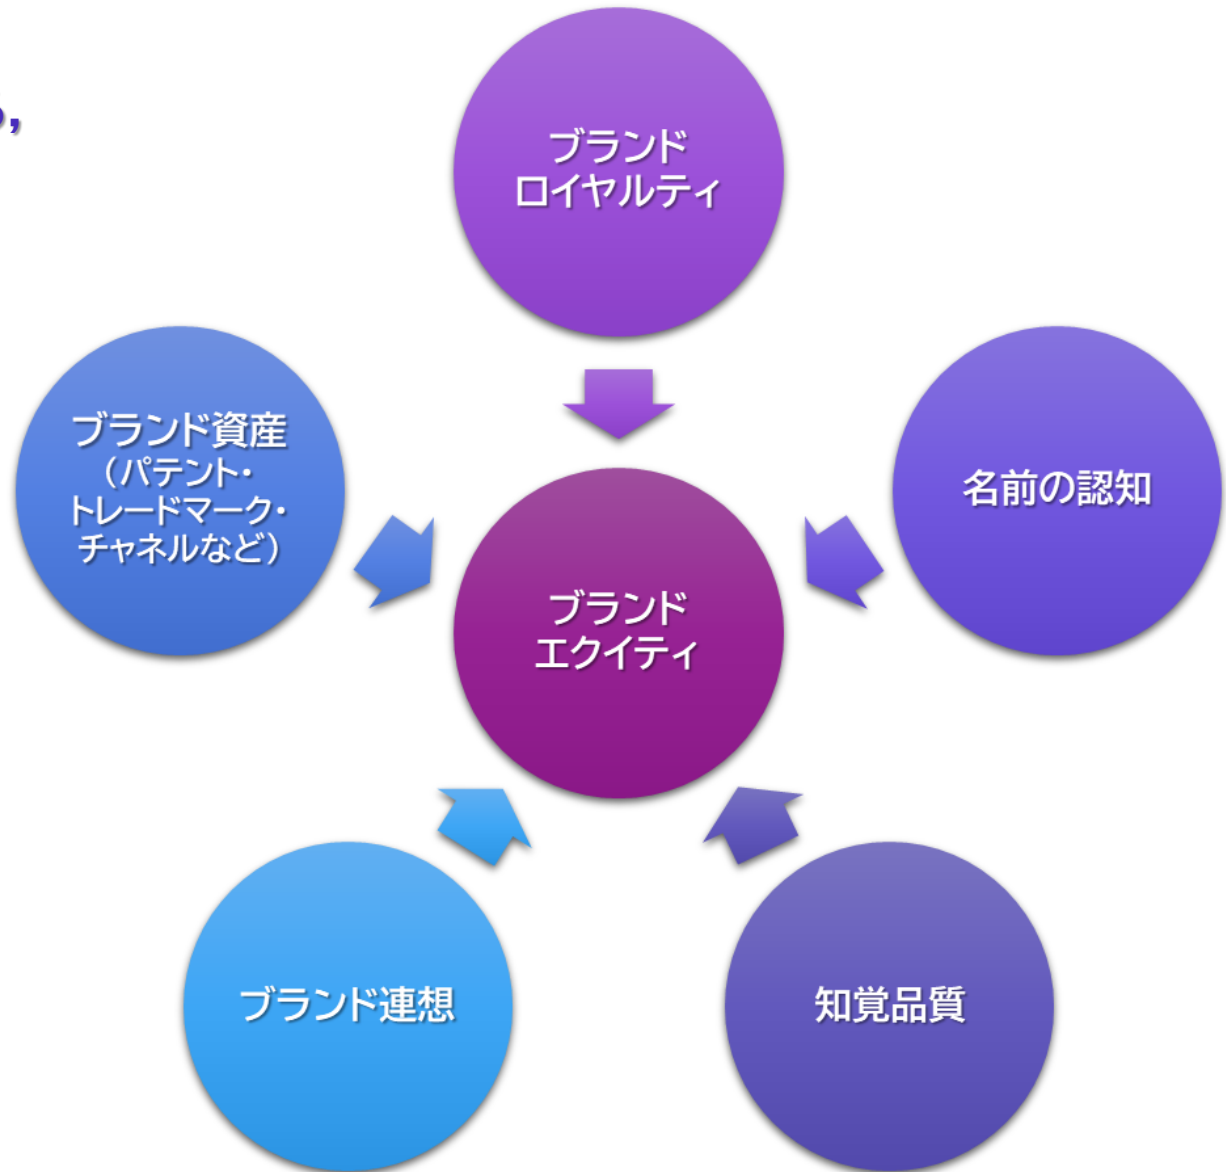 ブランド
ロイヤルティ
ブランド資産
（パテント・
トレードマーク・
チャネルなど）
名前の認知
ブランド
エクイティ
ブランド連想
知覚品質